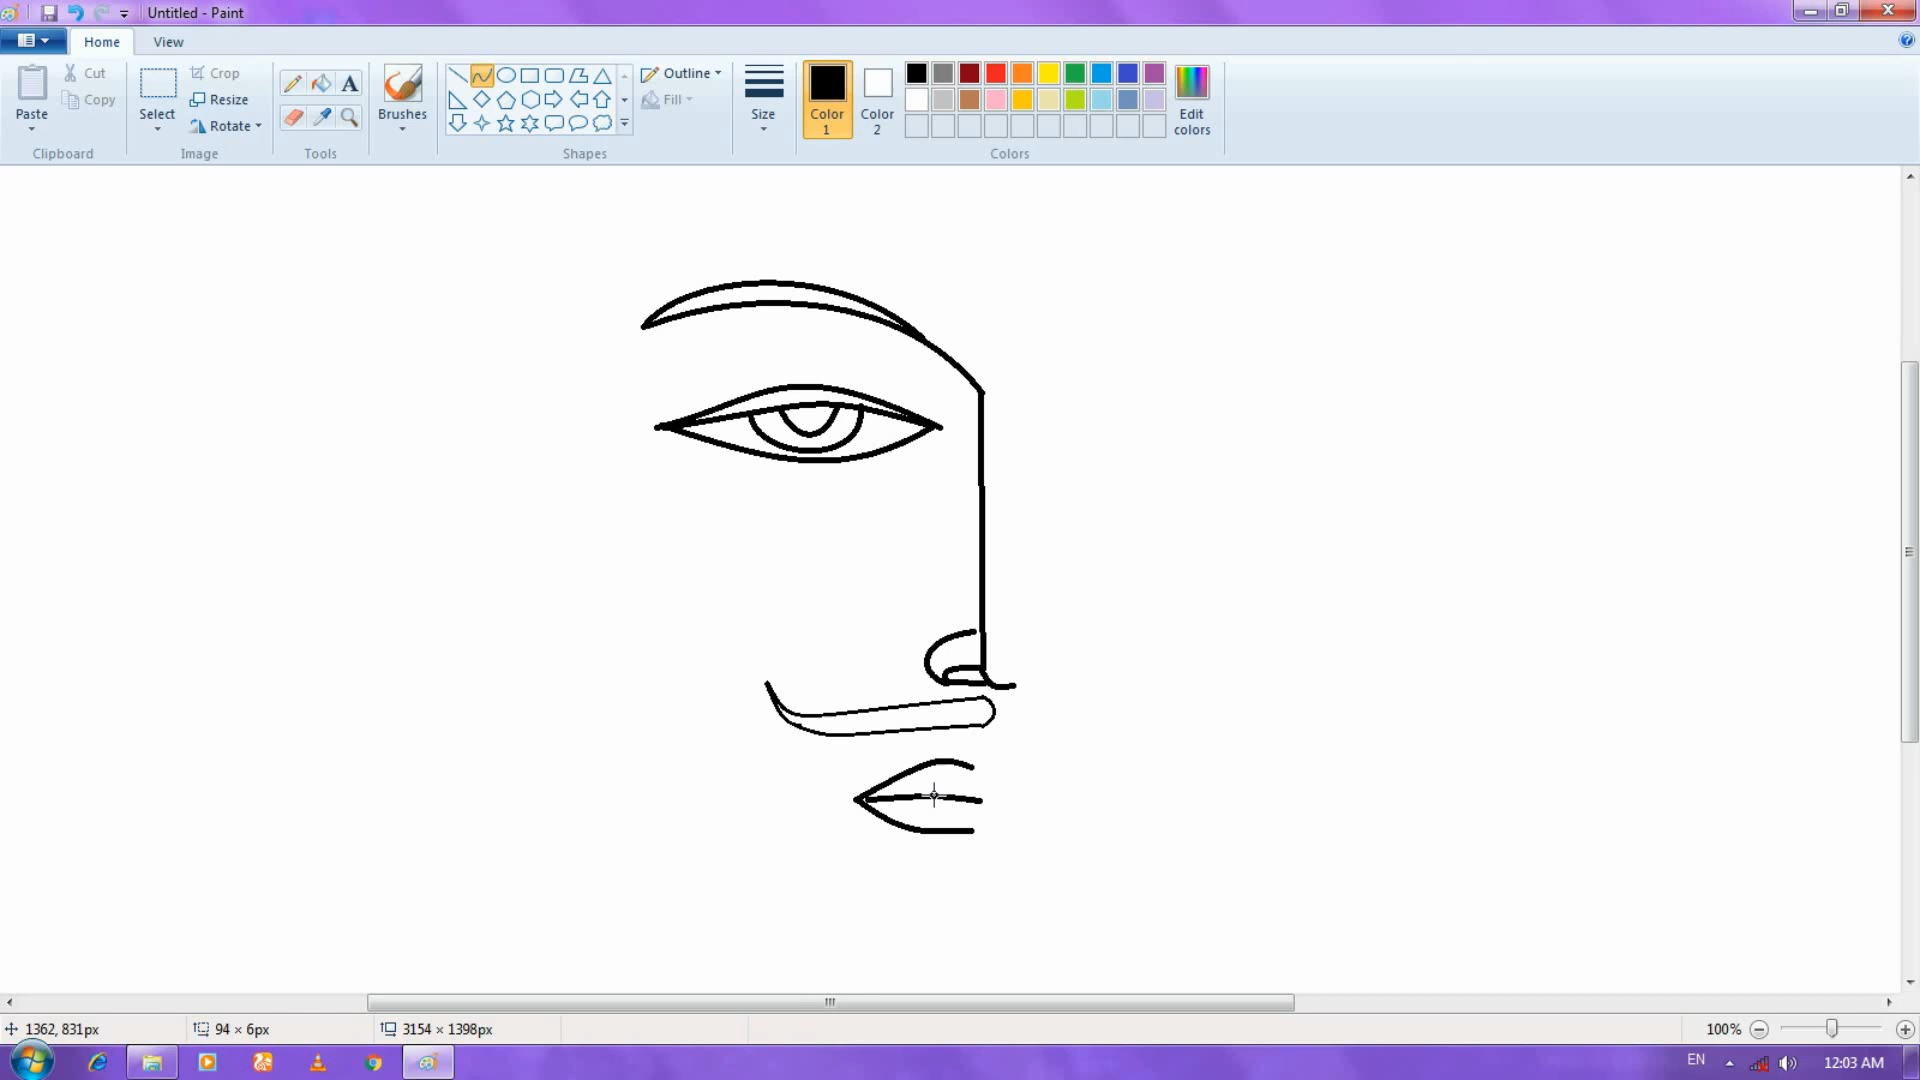 Untitled - Paint
Home View
Paste
Cut
Copy
Clipboard
Select
Crop
Resize
Rotate
Image
A
Tools
Brushes
Outline
Fill
Shapes
Size
Color 1
Color 2
Edit colors
Colors
1362, 831px 94 × 6px 3154 × 1398px 100%
EN 12:03 AM